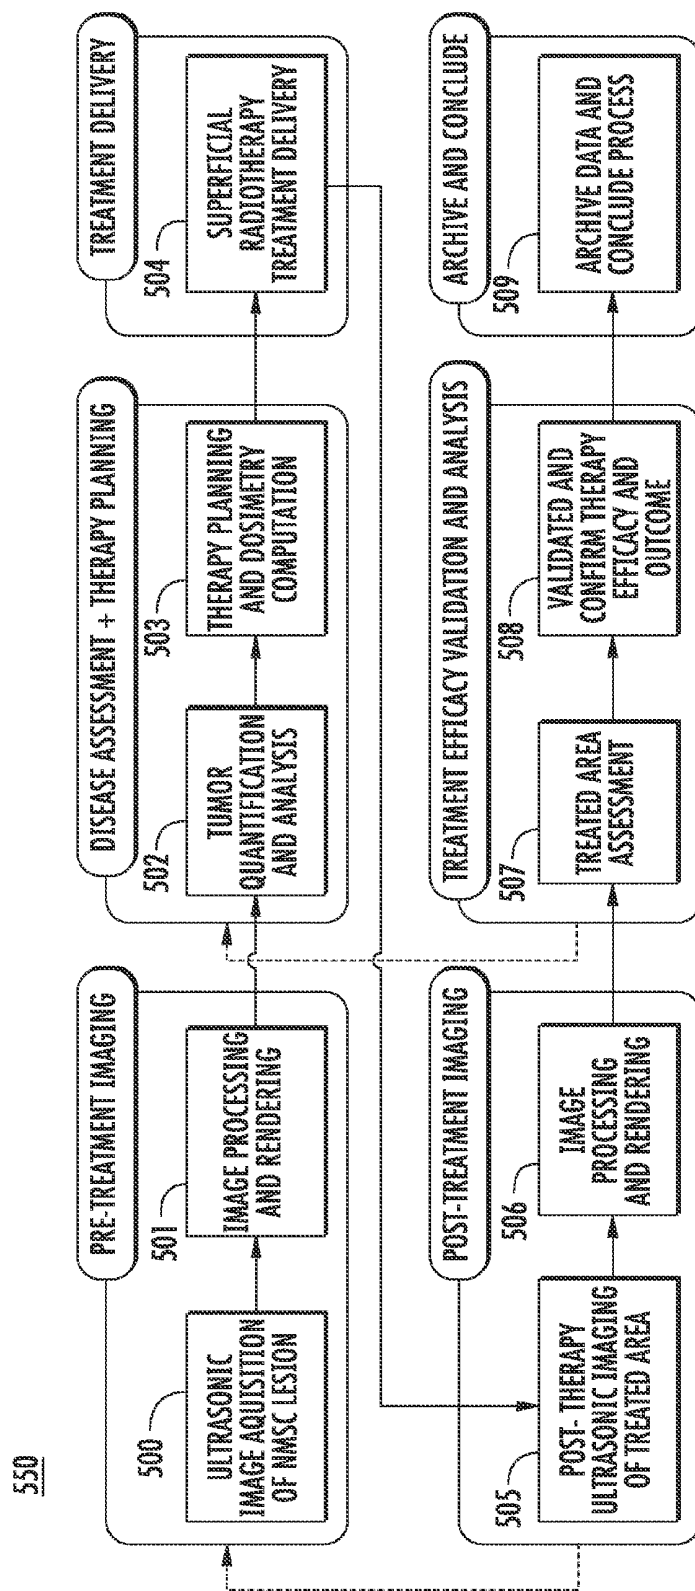 550
PRE-TREATMENT IMAGING
500
ULTRASONIC
IMAGE AQUISITION
OF NMSC LESION
501
IMAGE PROCESSING
AND RENDERING
DISEASE ASSESSMENT + THERAPY PLANNING
502
TUMOR
QUANTIFICATION
AND ANALYSIS
503
THERAPY PLANNING
AND DOSIMETRY
COMPUTATION
TREATMENT DELIVERY
504
SUPERFICIAL
RADIOTHERAPY
TREATMENT DELIVERY
POST-TREATMENT IMAGING
505
POST- THERAPY
ULTRASONIC IMAGING
OF TREATED AREA
506
IMAGE
PROCESSING
AND RENDERING
TREATMENT EFFICACY VALIDATION AND ANALYSIS
507
TREATED AREA
ASSESSMENT
508
VALIDATED AND
CONFIRM THERAPY
EFFICACY AND
OUTCOME
ARCHIVE AND CONCLUDE
509
ARCHIVE DATA AND
CONCLUDE PROCESS